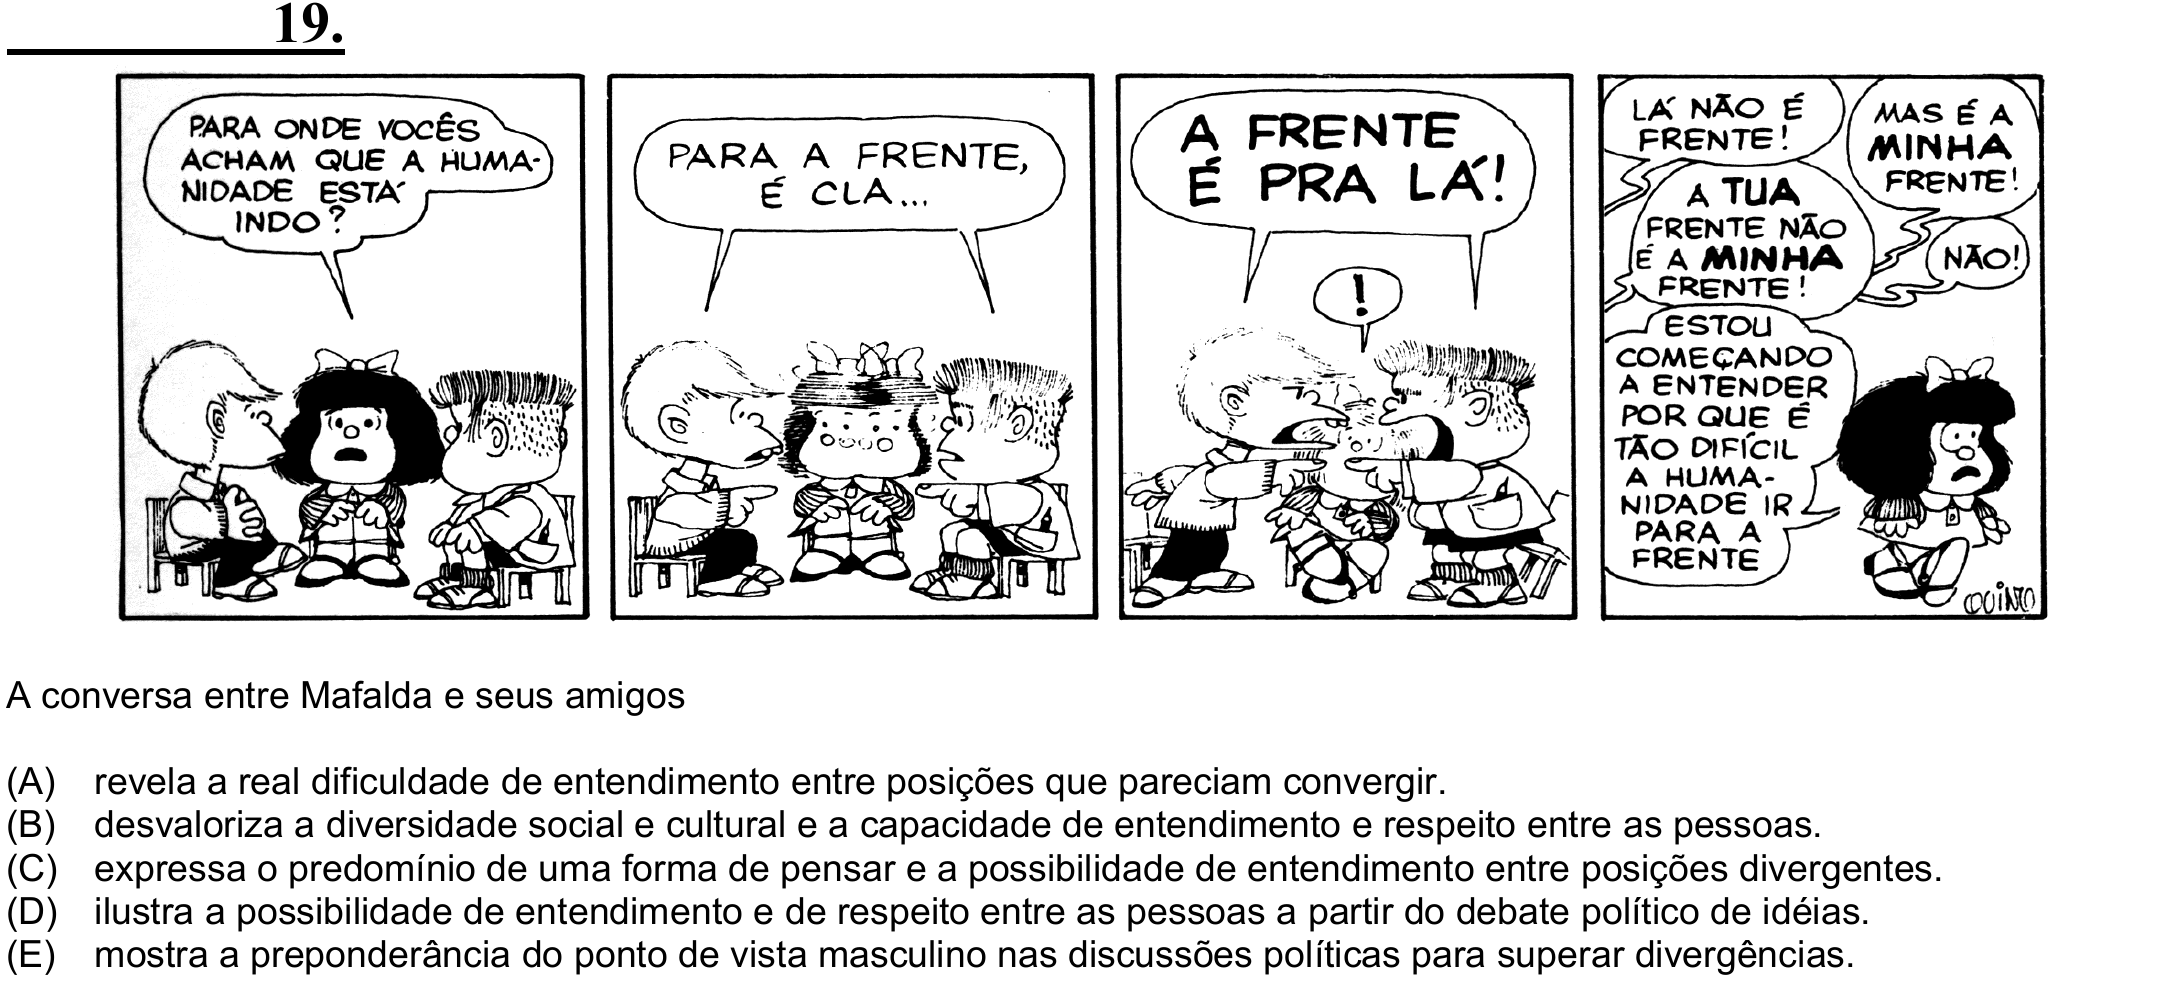 19.
PARA ONDE VOCÊS
ACHAM QUE A HUMA-
NIDADE ESTÁ
INDO?
PARA A FRENTE,
É CLA...
A FRENTE
É PRA LÁ!
!
LÁ NÃO É
FRENTE!
MAS É A
MINHA
FRENTE!
A TUA
FRENTE NÃO
É A MINHA
FRENTE!
NÃO!
ESTOU
COMEÇANDO
A ENTENDER
POR QUE É
TÃO DIFÍCIL
A HUMA-
NIDADE IR
PARA A
FRENTE
QUINO
A conversa entre Mafalda e seus amigos
(A) revela a real dificuldade de entendimento entre posições que pareciam convergir.
(B) desvaloriza a diversidade social e cultural e a capacidade de entendimento e respeito entre as pessoas.
(C) expressa o predomínio de uma forma de pensar e a possibilidade de entendimento entre posições divergentes.
(D) ilustra a possibilidade de entendimento e de respeito entre as pessoas a partir do debate político de idéias.
(E) mostra a preponderância do ponto de vista masculino nas discussões políticas para superar divergências.